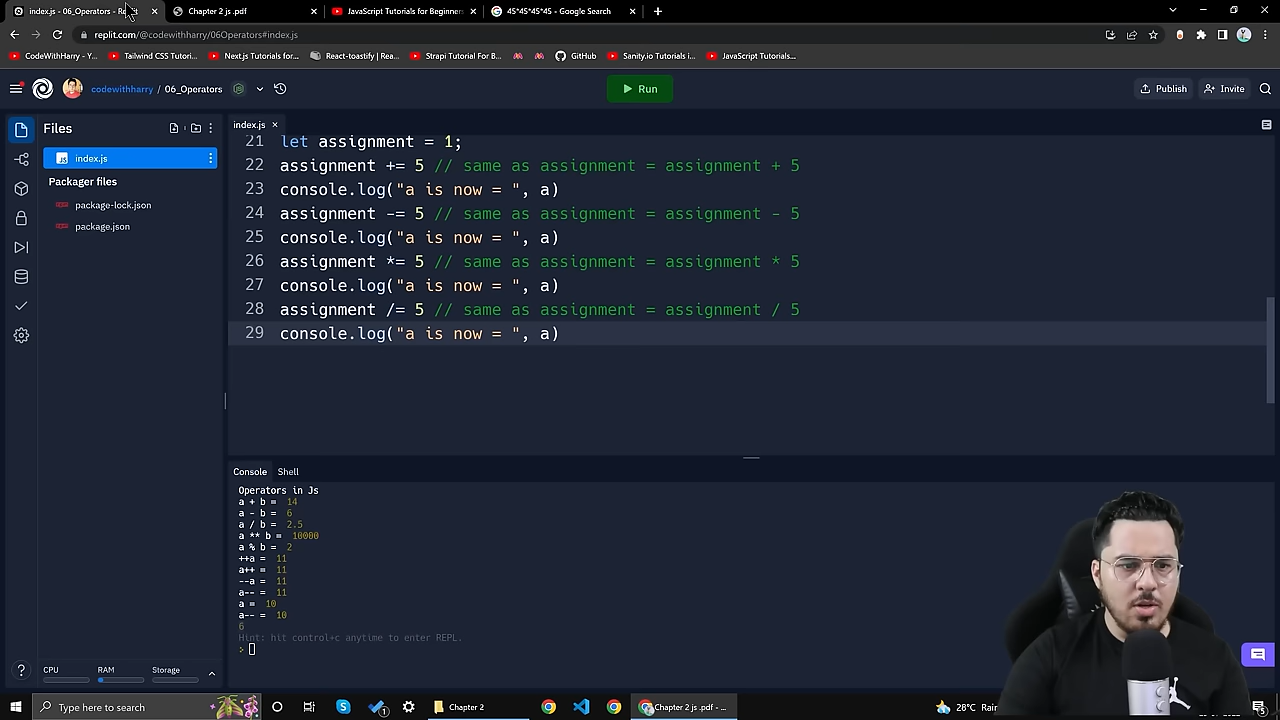 index.js - 06_Operators - Repl
Chapter 2 js .pdf
JavaScript Tutorials for Beginners
45*45*45*45 - Google Search
replit.com/@codewithharry/06Operators#index.js
CodeWithHarry - Y...
Tailwind CSS Tutori...
Next.js Tutorials for...
React-toastify | Rea...
Strapi Tutorial For B...
GitHub
Sanity.io Tutorials i...
JavaScript Tutorials...
codewithharry / 06_Operators
Run
Publish
Invite
Files
index.js
Packager files
package-lock.json
package.json
index.js
21 let assignment = 1;
22 assignment += 5 // same as assignment = assignment + 5
23 console.log("a is now = ", a)
24 assignment -= 5 // same as assignment = assignment - 5
25 console.log("a is now = ", a)
26 assignment *= 5 // same as assignment = assignment * 5
27 console.log("a is now = ", a)
28 assignment /= 5 // same as assignment = assignment / 5
29 console.log("a is now = ", a)
Console Shell
Operators in Js
a + b =  14
a - b =  6
a / b =  2.5
a ** b =  10000
a % b =  2
++a =  11
a++ =  11
--a =  11
a-- =  11
a =  10
a-- =  10
6
Hint: hit control+c anytime to enter REPL.
>
CPU RAM Storage
Type here to search
Chapter 2
Chapter 2 js .pdf - ...
28°C